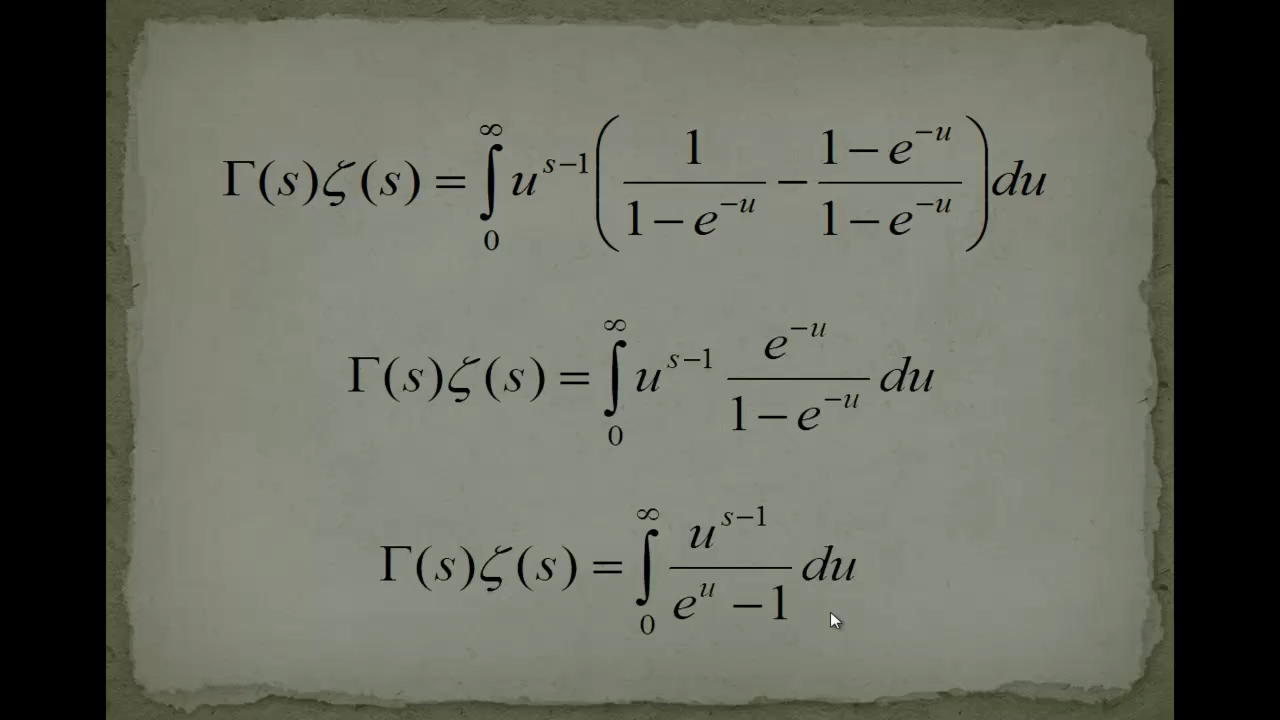 Γ(s)ζ(s) = ∫₀^∞ u^{s−1} ( 1/(1−e^{−u}) − (1−e^{−u})/(1−e^{−u}) ) du
Γ(s)ζ(s) = ∫₀^∞ u^{s−1} e^{−u}/(1−e^{−u}) du
Γ(s)ζ(s) = ∫₀^∞ u^{s−1}/(e^{u}−1) du